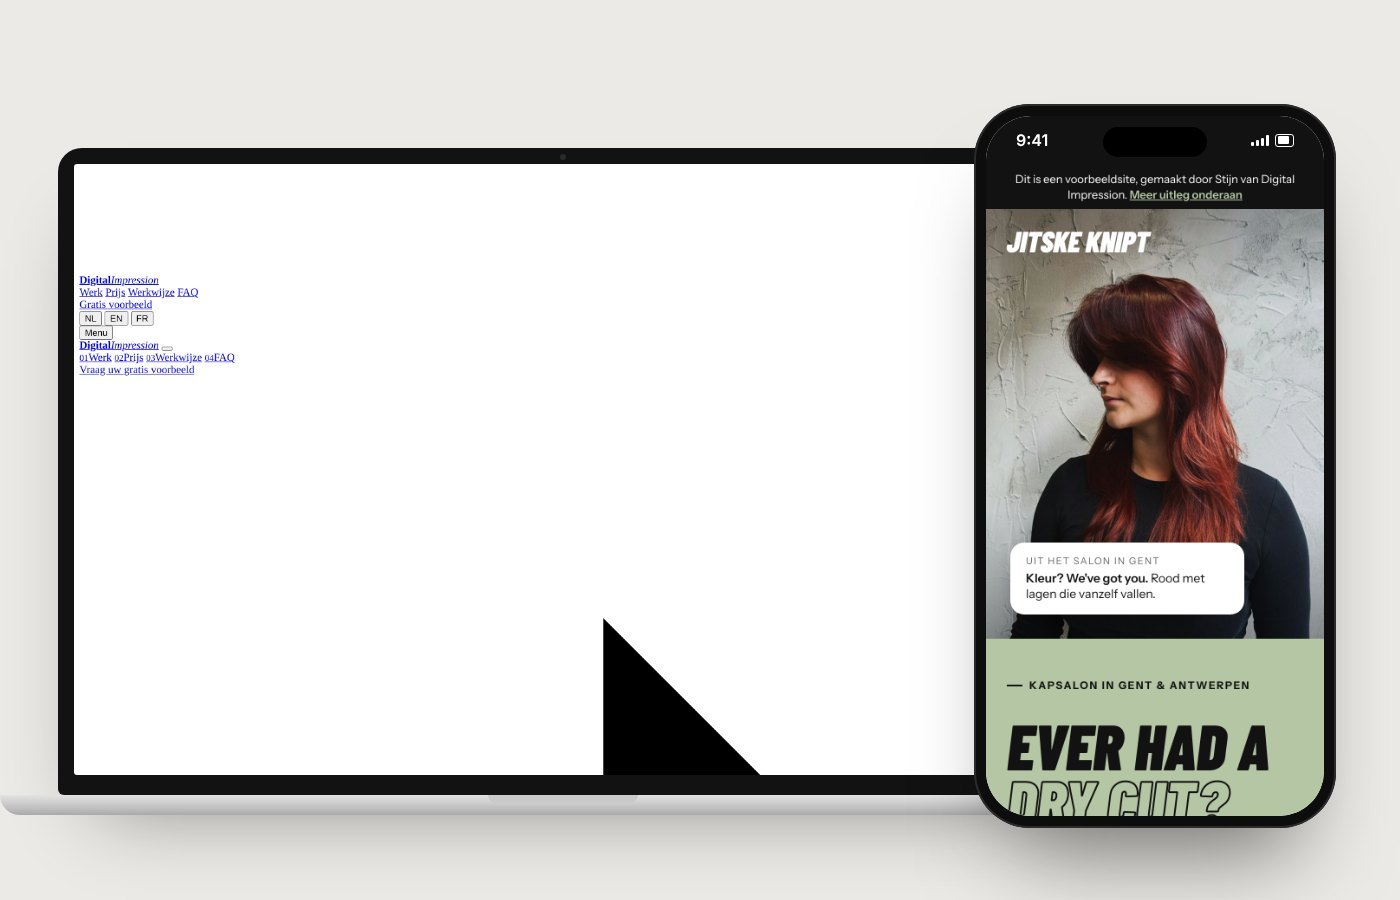 DigitalImpression
Werk Prijs Werkwijze FAQ
Gratis voorbeeld
NL EN FR
Menu
DigitalImpression
01Werk 02Prijs 03Werkwijze 04FAQ
Vraag uw gratis voorbeeld
9:41
Dit is een voorbeeldsite, gemaakt door Stijn van Digital
Impression. Meer uitleg onderaan
JITSKE KNIPT
UIT HET SALON IN GENT
Kleur? We've got you. Rood met
lagen die vanzelf vallen.
— KAPSALON IN GENT & ANTWERPEN
EVER HAD A
DRY CUT?